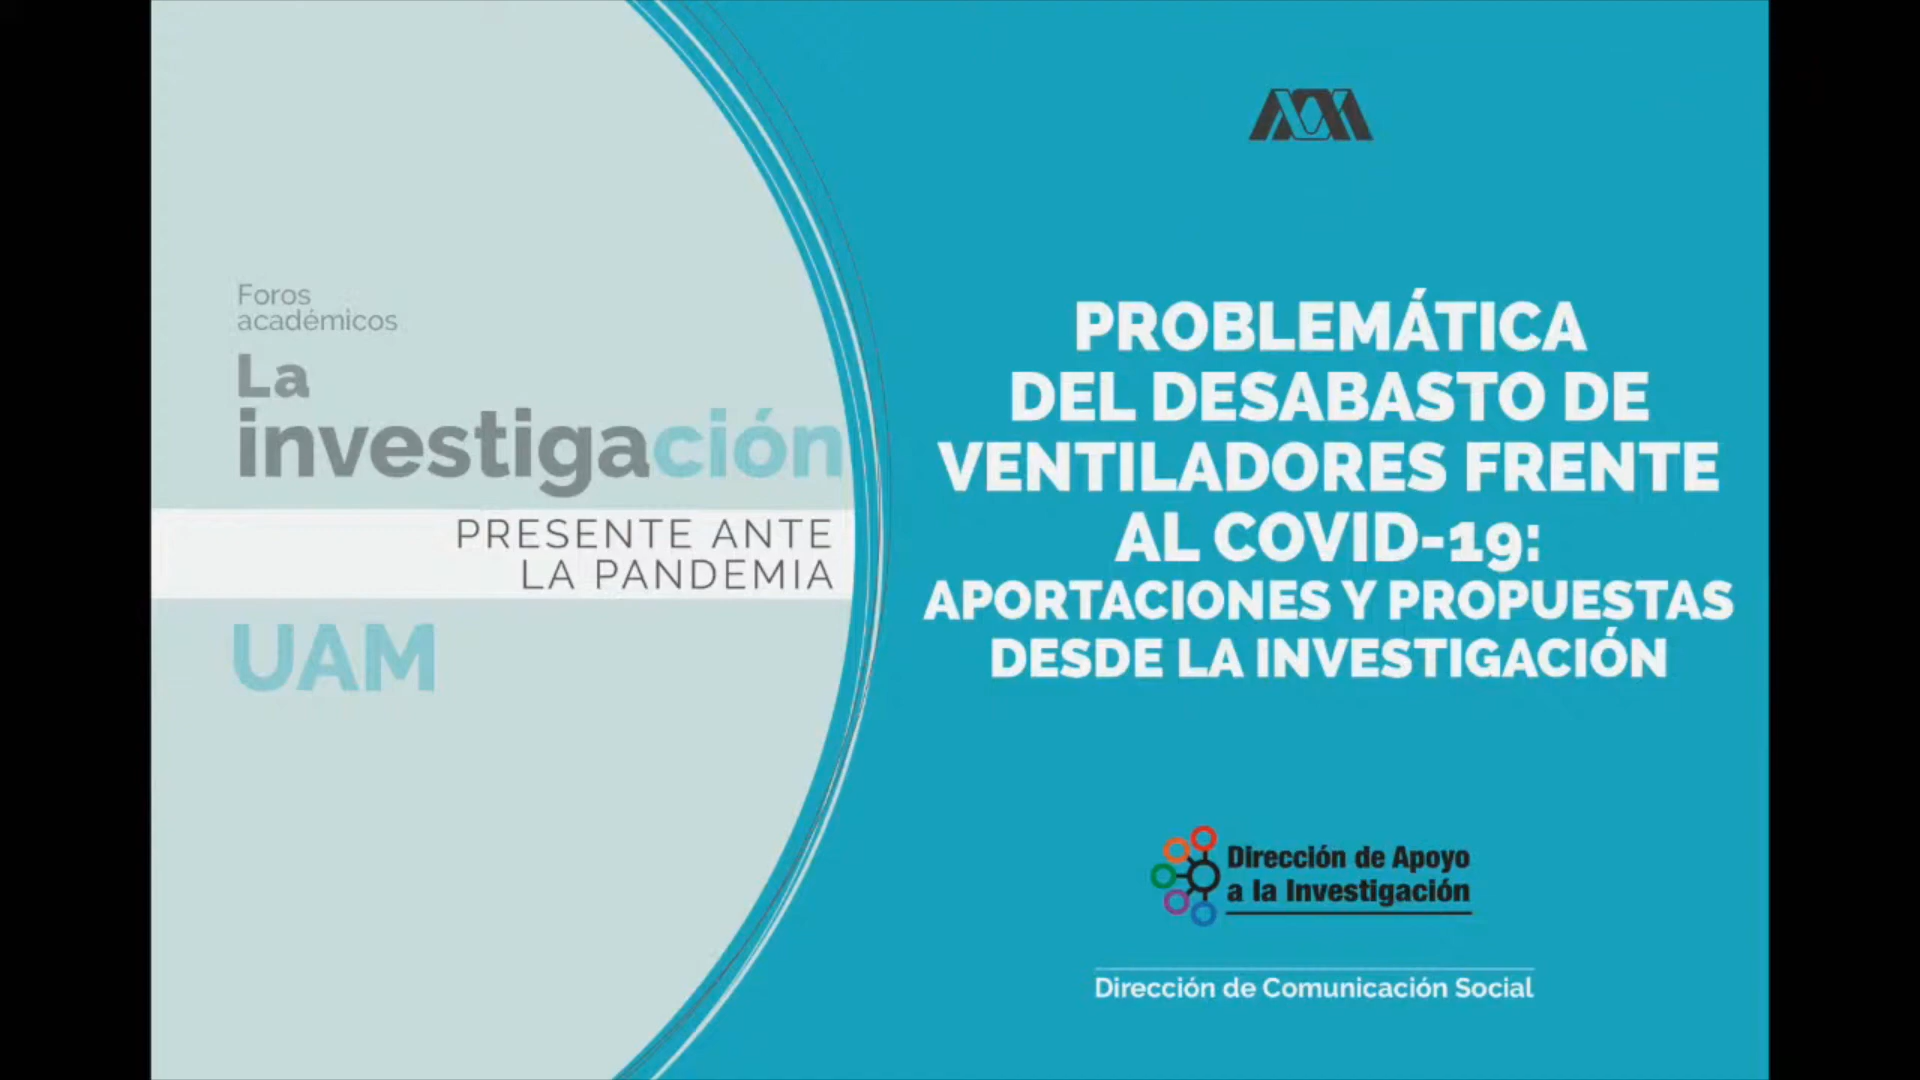 Foros
académicos
La
investigación
PRESENTE ANTE
LA PANDEMIA
UAM
PROBLEMÁTICA
DEL DESABASTO DE
VENTILADORES FRENTE
AL COVID-19:
APORTACIONES Y PROPUESTAS
DESDE LA INVESTIGACIÓN
Dirección de Apoyo
a la Investigación
Dirección de Comunicación Social